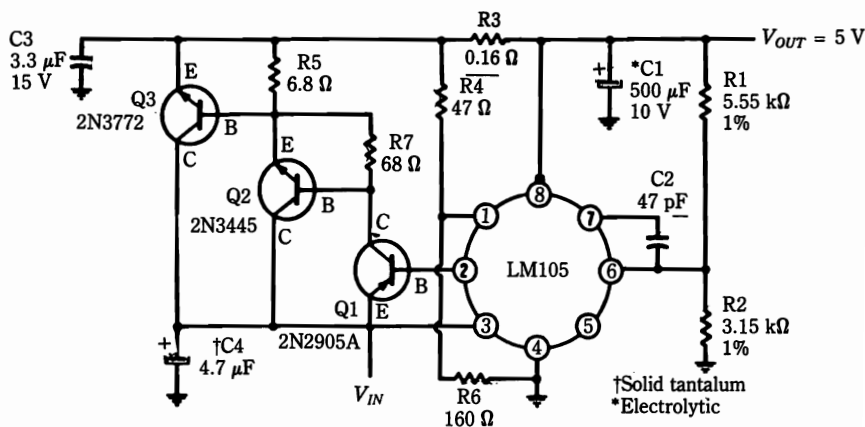 C3
3.3 μF
15 V
E
Q3
2N3772
B
C
R5
6.8 Ω
E
Q2
2N3445
B
C
R7
68 Ω
C
B
Q1
E
2N2905A
†C4
4.7 μF
+
V_IN
R3
0.16 Ω
R4
47 Ω
R6
160 Ω
1
2
3
4
5
6
7
8
LM105
C2
47 pF
+
*C1
500 μF
10 V
V_OUT = 5 V
R1
5.55 kΩ
1%
R2
3.15 kΩ
1%
†Solid tantalum
*Electrolytic